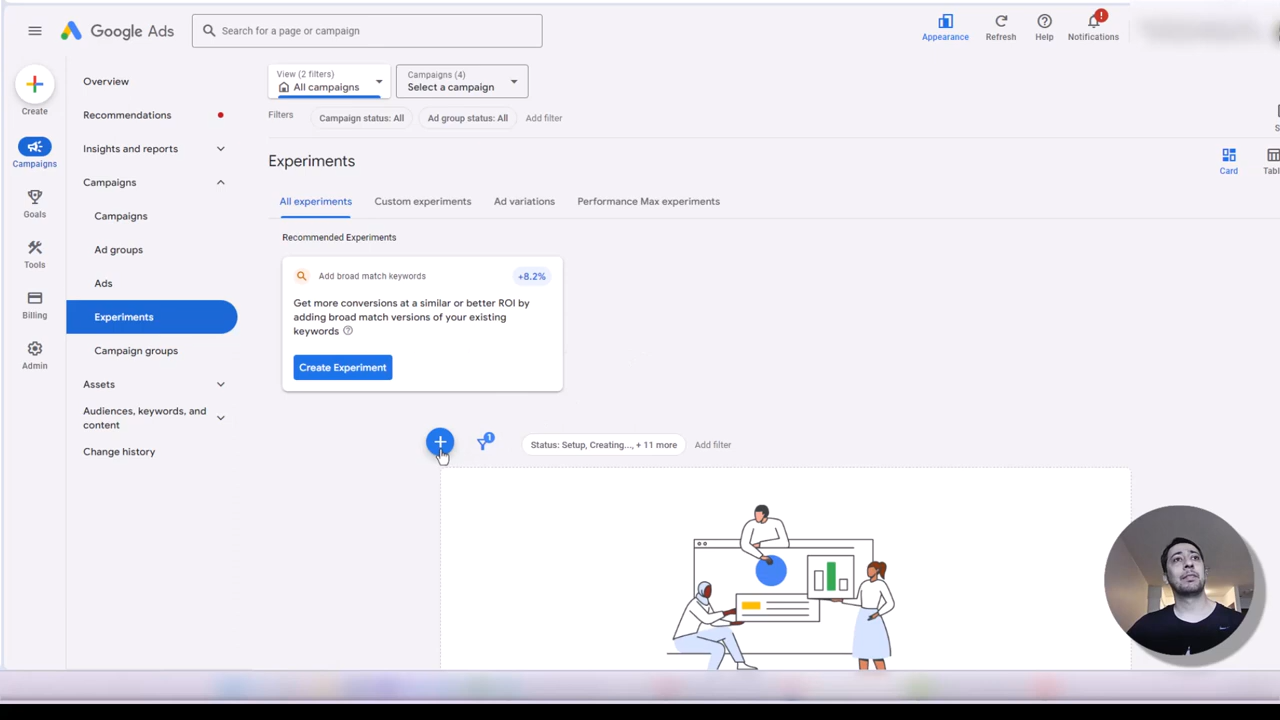 Google Ads
Search for a page or campaign
Appearance
Refresh
Help
!
Notifications
Create
Campaigns
Goals
Tools
Billing
Admin
Overview
Recommendations
Insights and reports
Campaigns
Campaigns
Ad groups
Ads
Experiments
Campaign groups
Assets
Audiences, keywords, and
content
Change history
View (2 filters)
All campaigns
Campaigns (4)
Select a campaign
Filters
Campaign status: All
Ad group status: All
Add filter
Experiments
Card
All experiments
Custom experiments
Ad variations
Performance Max experiments
Recommended Experiments
Add broad match keywords
+8.2%
Get more conversions at a similar or better ROI by
adding broad match versions of your existing
keywords
Create Experiment
1
Status: Setup, Creating..., + 11 more
Add filter